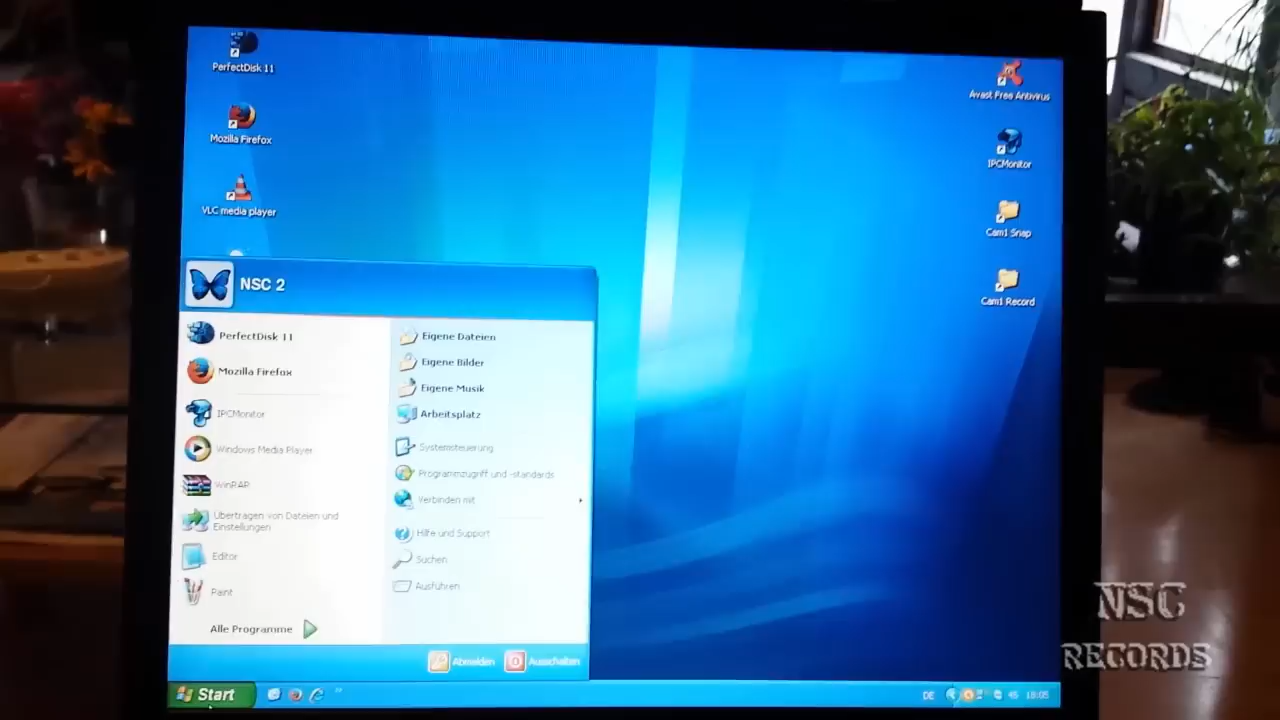 PerfectDisk 11
Mozilla Firefox
VLC media player
Avast Free Antivirus
IPCMonitor
Cam1 Snap
Cam1 Record
NSC 2
PerfectDisk 11
Mozilla Firefox
IPCMonitor
Windows Media Player
WinRAR
Übertragen von Dateien und
Einstellungen
Editor
Paint
Alle Programme
Eigene Dateien
Eigene Bilder
Eigene Musik
Arbeitsplatz
Systemsteuerung
Programmzugriff und -standards
Verbinden mit
Hilfe und Support
Suchen
Ausführen
Abmelden
Ausschalten
Start
DE
45
18:05
NSC
RECORDS